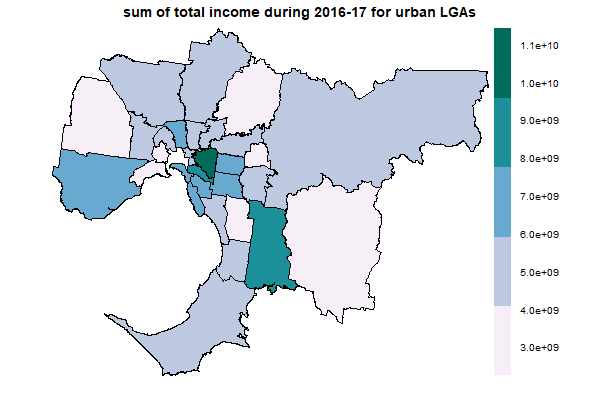 sum of total income during 2016-17 for urban LGAs
1.1e+10
1.0e+10
9.0e+09
8.0e+09
7.0e+09
6.0e+09
5.0e+09
4.0e+09
3.0e+09